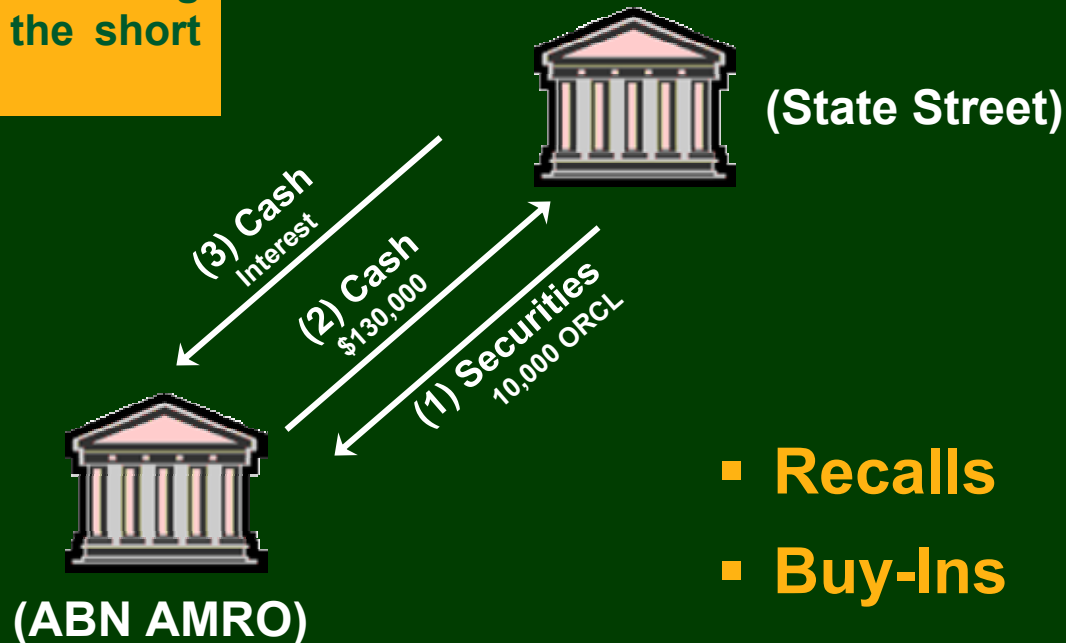 the short
(State Street)
(3) Cash
Interest
(2) Cash
$130,000
(1) Securities
10,000 ORCL
▪ Recalls
▪ Buy-Ins
(ABN AMRO)